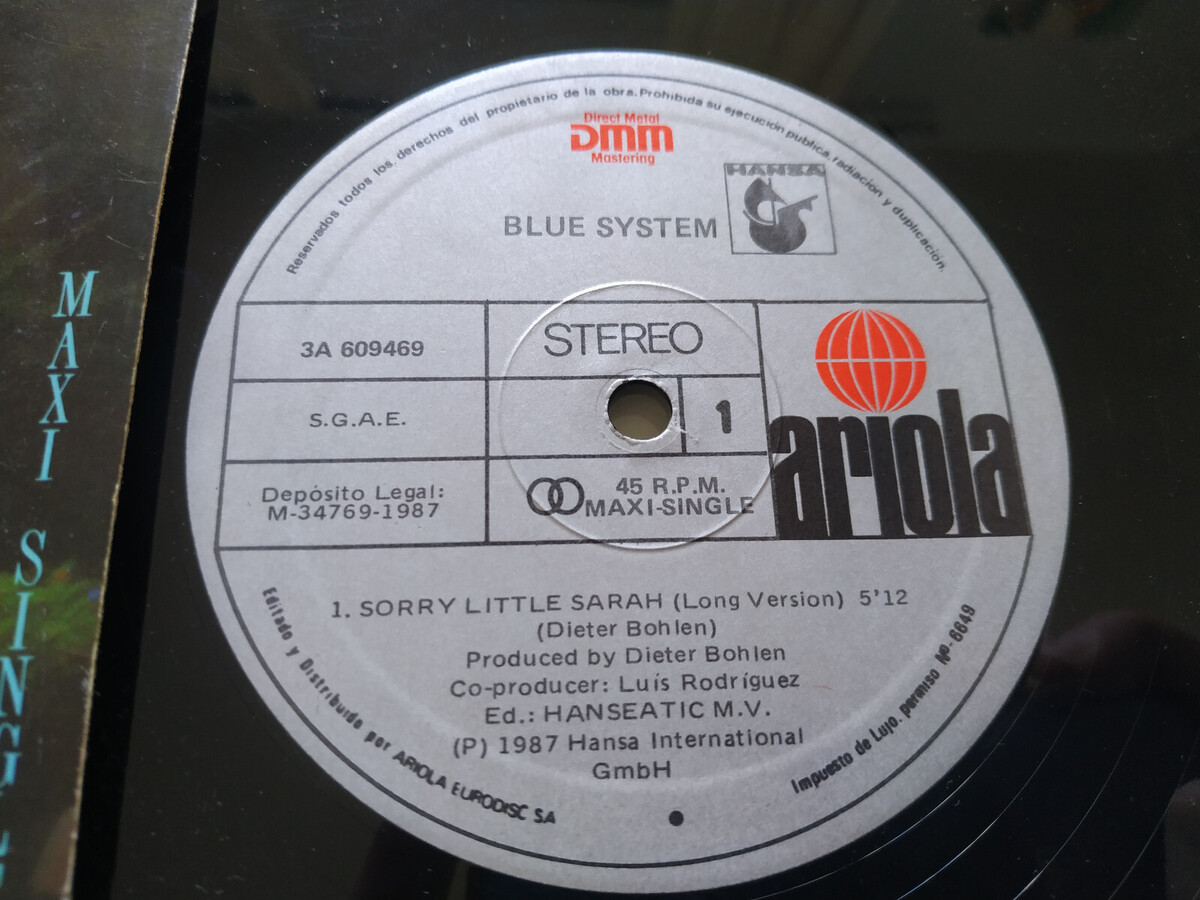 MAXI SINGLE
Reservados todos los derechos del propietario de la obra. Prohibida su ejecución publica, radiación y duplicación.
Direct Metal
DMM
Mastering
HANSA
BLUE SYSTEM
3A 609469
STEREO
S.G.A.E.
1
ariola
Depósito Legal:
M-34769-1987
45 R.P.M.
MAXI-SINGLE
1. SORRY LITTLE SARAH (Long Version) 5'12
(Dieter Bohlen)
Produced by Dieter Bohlen
Co-producer: Luís Rodríguez
Ed.: HANSEATIC M.V.
(P) 1987 Hansa International
GmbH
Editado y Distribuido por ARIOLA EURODISC SA
Impuesto de Lujo. permiso Nº- 6649